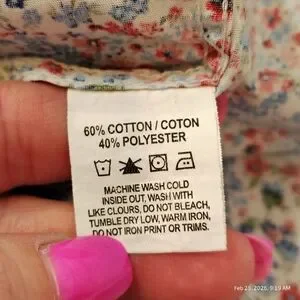 60% COTTON / COTON
40% POLYESTER
MACHINE WASH COLD
INSIDE OUT, WASH WITH
LIKE CLOURS, DO NOT BLEACH,
TUMBLE DRY LOW, WARM IRON,
DO NOT IRON PRINT OR TRIMS.
Feb 23, 2026, 9:19 AM